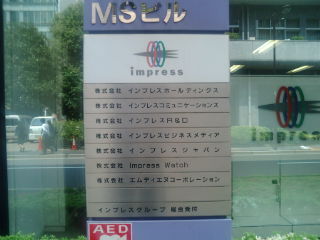 MSビル
impress
株式会社 インプレスホールディングス
株式会社 インプレスコミュニケーションズ
株式会社 インプレスR&D
株式会社 インプレスビジネスメディア
株式会社 インプレスジャパン
株式会社 Impress Watch
株式会社 エムディエヌコーポレーション
インプレスグループ 総合受付
AED
impress